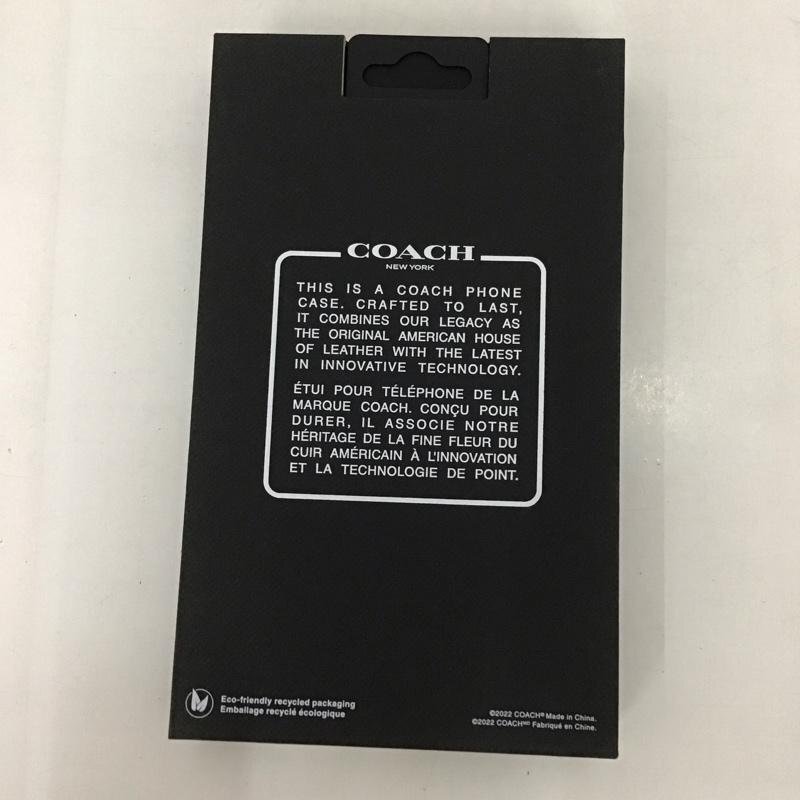 COACH
NEW YORK
THIS IS A COACH PHONE
CASE. CRAFTED TO LAST,
IT COMBINES OUR LEGACY AS
THE ORIGINAL AMERICAN HOUSE
OF LEATHER WITH THE LATEST
IN INNOVATIVE TECHNOLOGY.
ÉTUI POUR TÉLÉPHONE DE LA
MARQUE COACH. CONÇU POUR
DURER, IL ASSOCIE NOTRE
HÉRITAGE DE LA FINE FLEUR DU
CUIR AMÉRICAIN À L'INNOVATION
ET LA TECHNOLOGIE DE POINT.
Eco-friendly recycled packaging
Emballage recyclé écologique
©2022 COACH® Made in China.
©2022 COACHᴹᴰ Fabriqué en Chine.